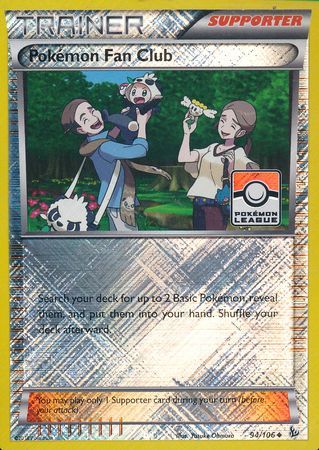 TRAINER
SUPPORTER
Pokémon Fan Club
POKÉMON
LEAGUE
Search your deck for up to 2 Basic Pokémon, reveal
them, and put them into your hand. Shuffle your
deck afterward.
You may play only 1 Supporter card during your turn (before
your attack).
Illus. Yusuke Ohmura
94/106